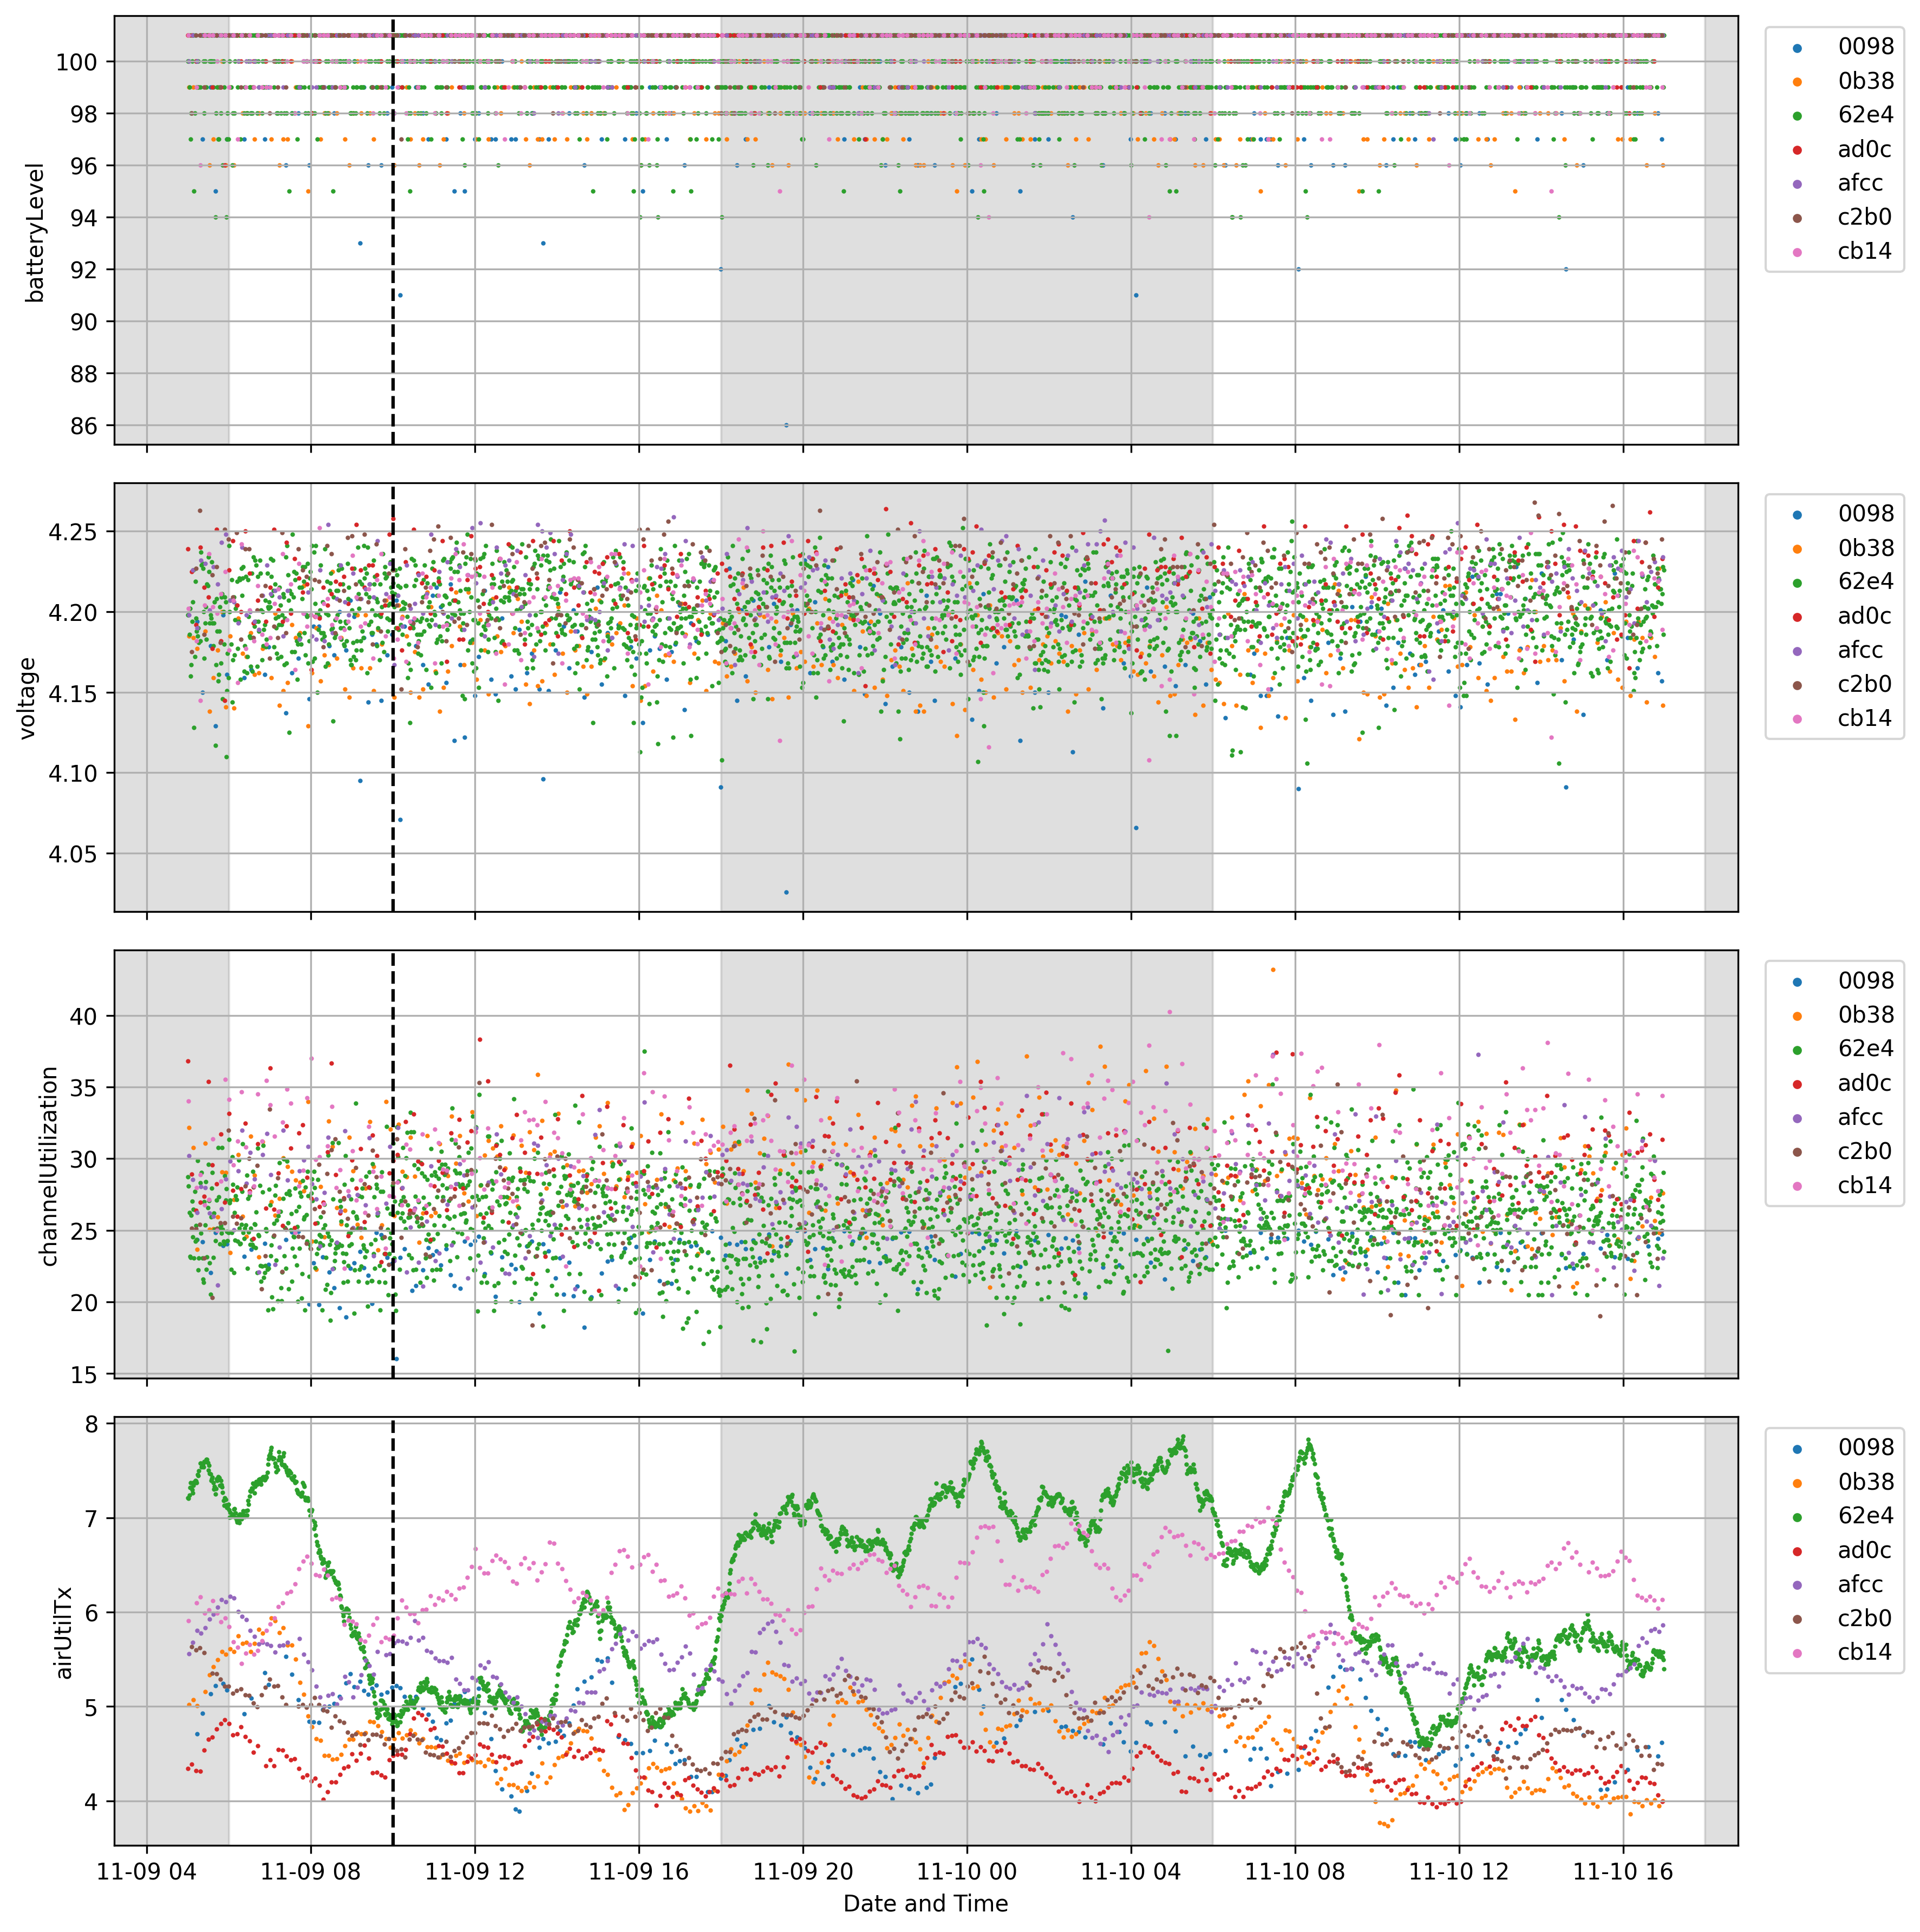 batteryLevel
100
98
96
94
92
90
88
86
0098
0b38
62e4
ad0c
afcc
c2b0
cb14
voltage
4.25
4.20
4.15
4.10
4.05
0098
0b38
62e4
ad0c
afcc
c2b0
cb14
channelUtilization
40
35
30
25
20
15
0098
0b38
62e4
ad0c
afcc
c2b0
cb14
airUtilTx
8
7
6
5
4
0098
0b38
62e4
ad0c
afcc
c2b0
cb14
11-09 04 11-09 08 11-09 12 11-09 16 11-09 20 11-10 00 11-10 04 11-10 08 11-10 12 11-10 16
Date and Time